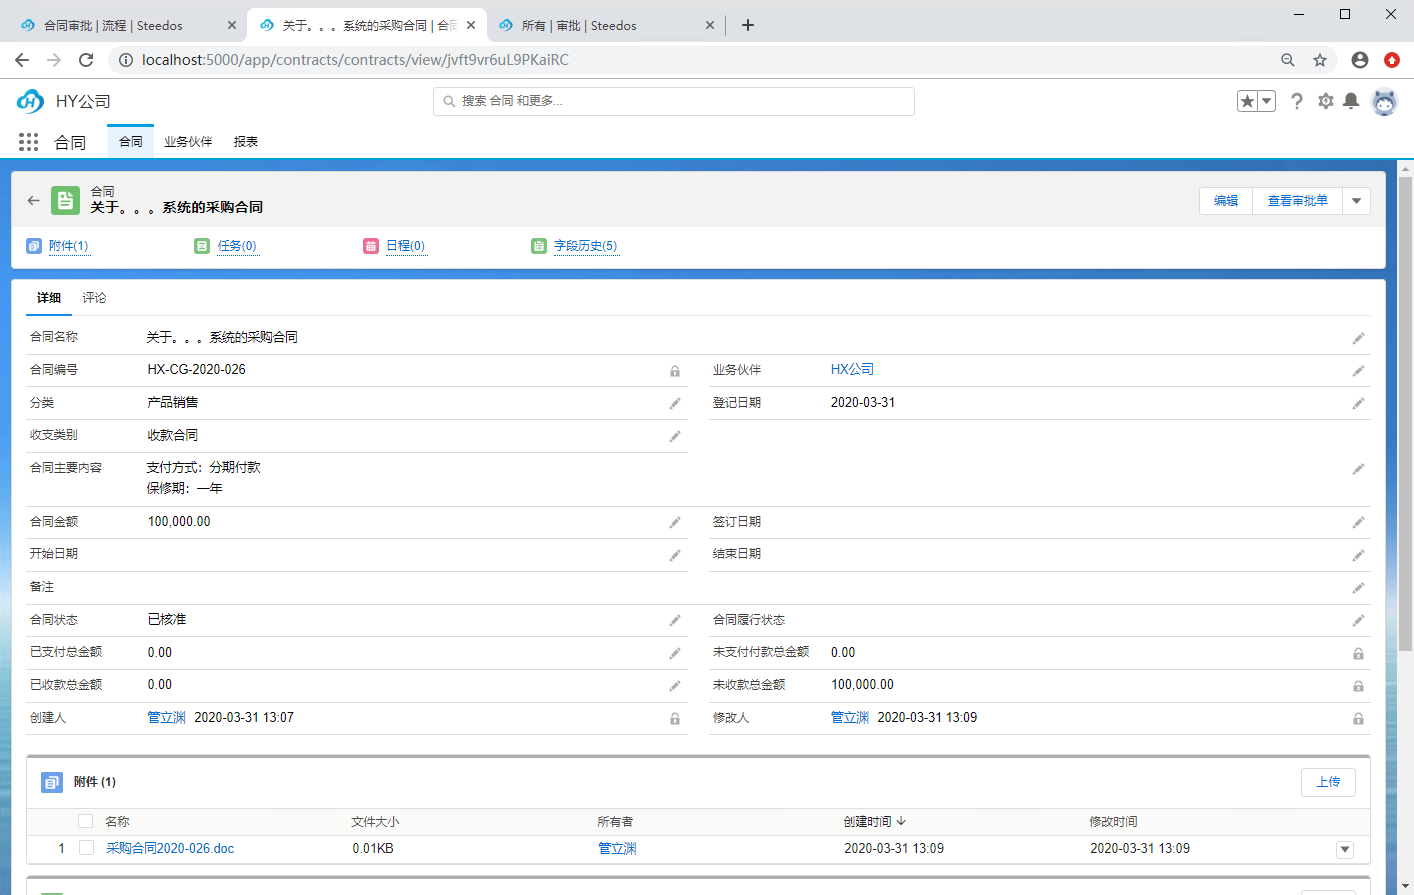 合同审批 | 流程 | Steedos
关于。。。系统的采购合同 | 合同
所有 | 审批 | Steedos
localhost:5000/app/contracts/contracts/view/jvft9vr6uL9PKaiRC
HY公司
搜索 合同 和更多...
合同
合同
业务伙伴
报表
合同
关于。。。系统的采购合同
编辑
查看审批单
附件(1)
任务(0)
日程(0)
字段历史(5)
详细
评论
合同名称 关于。。。系统的采购合同
合同编号 HX-CG-2020-026 业务伙伴 HX公司
分类 产品销售 登记日期 2020-03-31
收支类别 收款合同
合同主要内容 支付方式：分期付款
保修期：一年
合同金额 100,000.00 签订日期
开始日期 结束日期
备注
合同状态 已核准 合同履行状态
已支付总金额 0.00 未支付付款总金额 0.00
已收款总金额 0.00 未收款总金额 100,000.00
创建人 管立渊 2020-03-31 13:07 修改人 管立渊 2020-03-31 13:09
附件 (1)
上传
名称 文件大小 所有者 创建时间 修改时间
1 采购合同2020-026.doc 0.01KB 管立渊 2020-03-31 13:09 2020-03-31 13:09